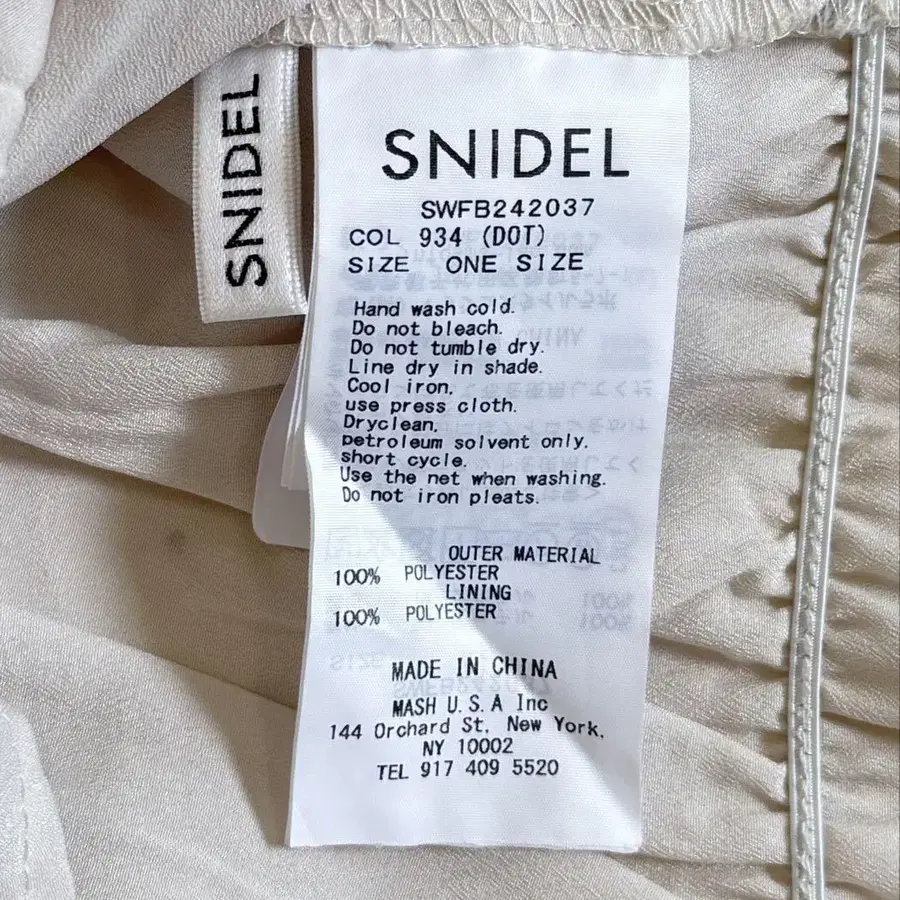 SNIDEL
SNIDEL
SWFB242037
COL 934 (DOT)
SIZE ONE SIZE
Hand wash cold.
Do not bleach.
Do not tumble dry.
Line dry in shade.
Cool iron.
use press cloth.
Dryclean.
petroleum solvent only.
short cycle.
Use the net when washing.
Do not iron pleats.
OUTER MATERIAL
100% POLYESTER
LINING
100% POLYESTER
MADE IN CHINA
MASH U.S.A Inc
144 Orchard St, New York,
NY 10002
TEL 917 409 5520